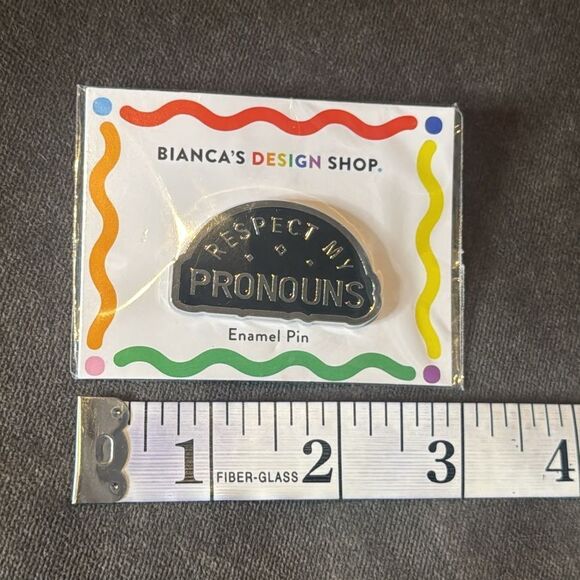 BIANCA'S DESIGN SHOP.
RESPECT MY
PRONOUNS
Enamel Pin
1 FIBER-GLASS 2 3 4